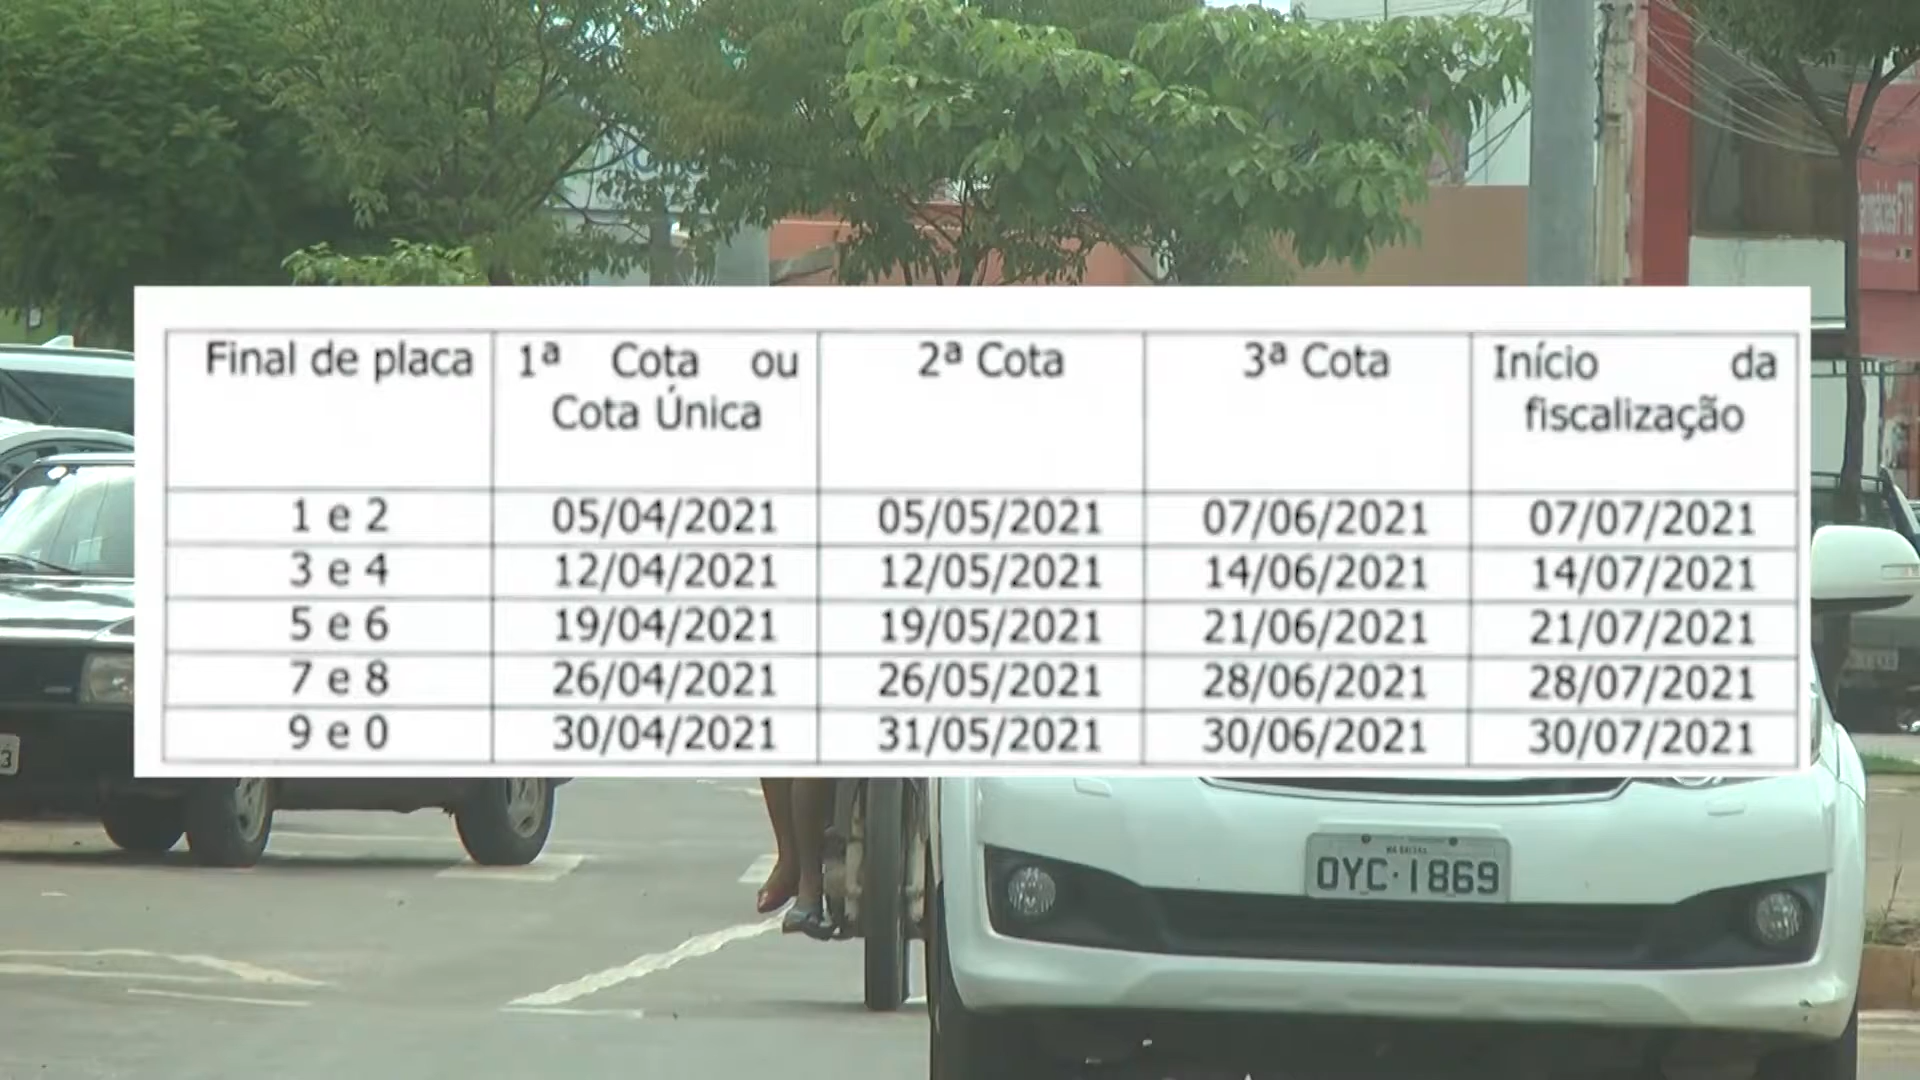 Final de placa 1ª Cota ou Cota Única 2ª Cota 3ª Cota Início da fiscalização
1 e 2 05/04/2021 05/05/2021 07/06/2021 07/07/2021
3 e 4 12/04/2021 12/05/2021 14/06/2021 14/07/2021
5 e 6 19/04/2021 19/05/2021 21/06/2021 21/07/2021
7 e 8 26/04/2021 26/05/2021 28/06/2021 28/07/2021
9 e 0 30/04/2021 31/05/2021 30/06/2021 30/07/2021
OYC·1869
3